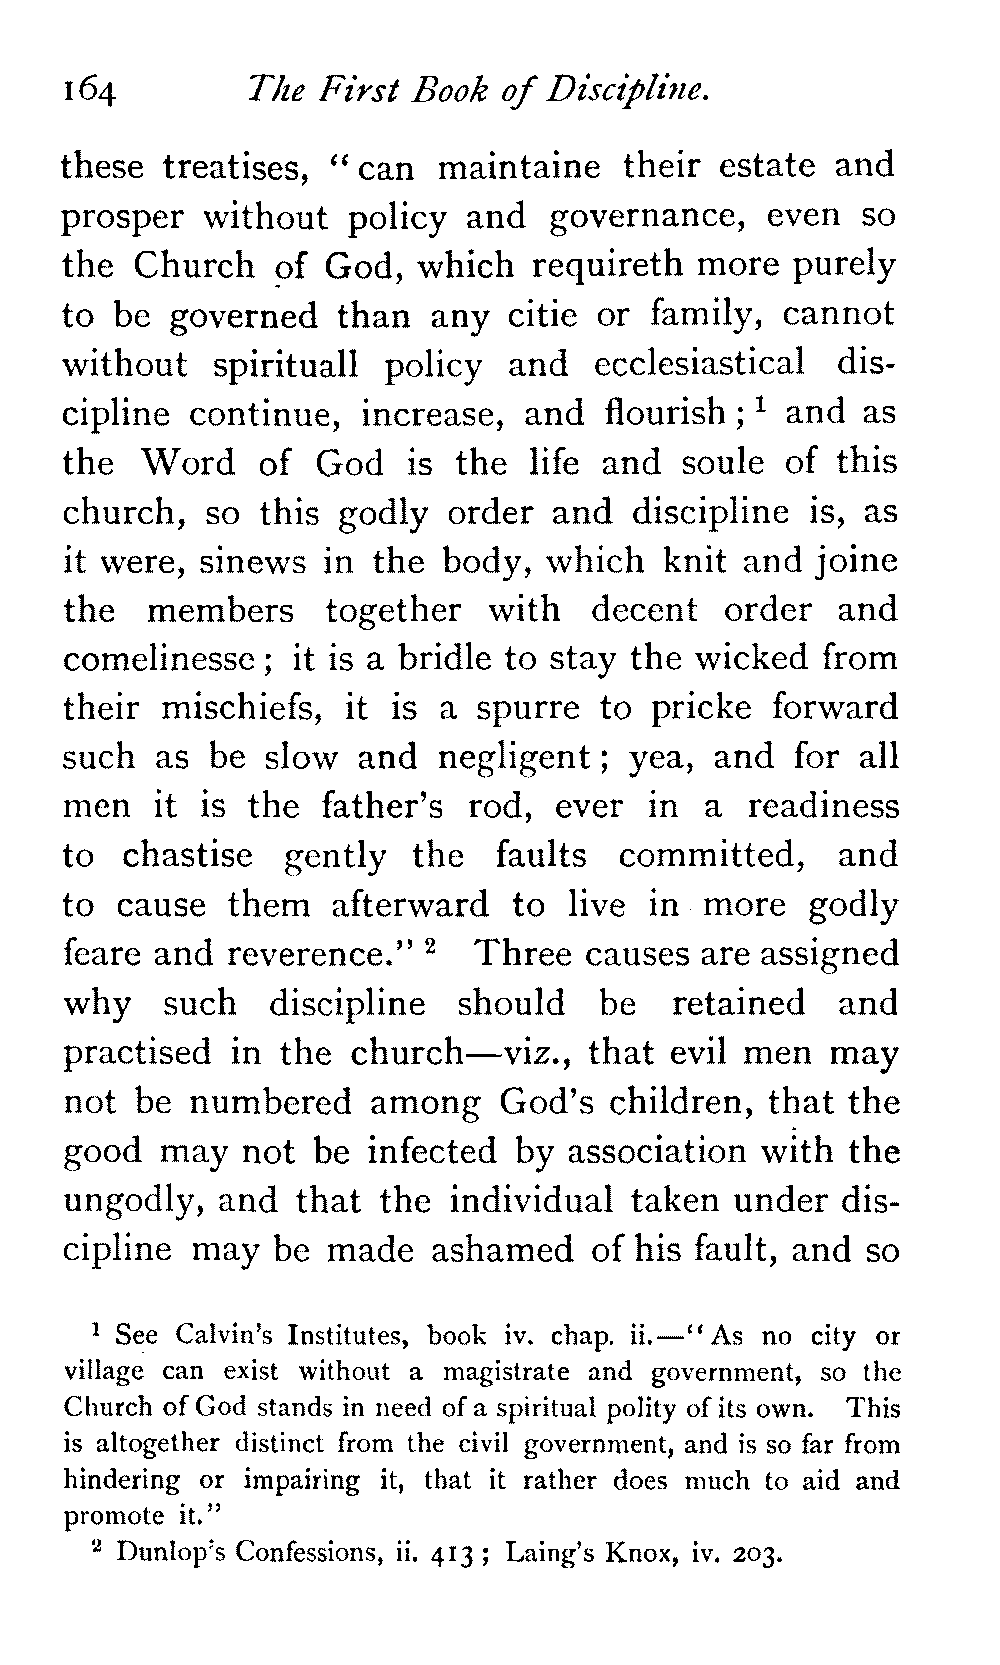 164 The First Book of Discipline.
these treatises, “ can maintaine their estate and
prosper without policy and governance, even so
the Church of God, which requireth more purely
to be governed than any citie or family, cannot
without spirituall policy and ecclesiastical dis-
cipline continue, increase, and flourish ; ¹ and as
the Word of God is the life and soule of this
church, so this godly order and discipline is, as
it were, sinews in the body, which knit and joine
the members together with decent order and
comelinesse ; it is a bridle to stay the wicked from
their mischiefs, it is a spurre to pricke forward
such as be slow and negligent ; yea, and for all
men it is the father’s rod, ever in a readiness
to chastise gently the faults committed, and
to cause them afterward to live in more godly
feare and reverence.” ² Three causes are assigned
why such discipline should be retained and
practised in the church—viz., that evil men may
not be numbered among God’s children, that the
good may not be infected by association with the
ungodly, and that the individual taken under dis-
cipline may be made ashamed of his fault, and so
¹ See Calvin’s Institutes, book iv. chap. ii.—“ As no city or
village can exist without a magistrate and government, so the
Church of God stands in need of a spiritual polity of its own. This
is altogether distinct from the civil government, and is so far from
hindering or impairing it, that it rather does much to aid and
promote it.”
² Dunlop’s Confessions, ii. 413 ; Laing’s Knox, iv. 203.